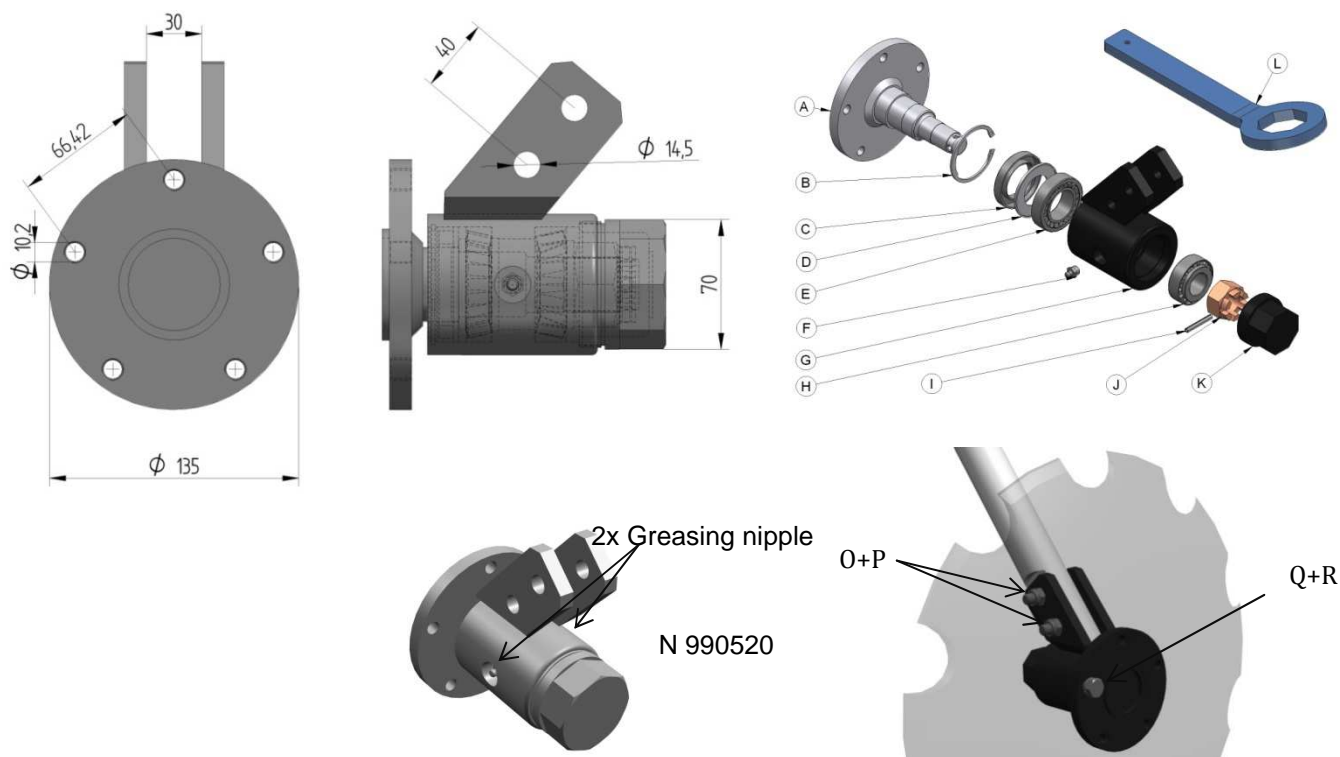 30
66,42
Φ 10,2
Φ 135
40
Φ 14,5
70
A
B
C
D
E
F
G
H
I
J
K
L
2x Greasing nipple
N 990520
O+P
Q+R